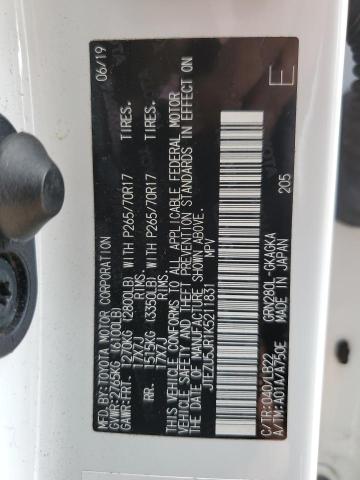 MFD.BY:TOYOTA MOTOR CORPORATION 06/19
GVWR:2765KG (6100LB)
GAWR:FRT. 1270KG (2800LB) WITH P265/70R17 TIRES.
17X7J RIMS.
RR. 1515KG (3350LB) WITH P265/70R17 TIRES.
17X7J RIMS.
THIS VEHICLE CONFORMS TO ALL APPLICABLE FEDERAL MOTOR
VEHICLE SAFETY AND THEFT PREVENTION STANDARDS IN EFFECT
ON THE DATE OF MANUFACTURE SHOWN ABOVE.
JTEZU5JR1K5211831 MPV
E
205
C/TR:040/LB22 GRN280L-GKAGKA
A/TM:A01A/A750E MADE IN JAPAN